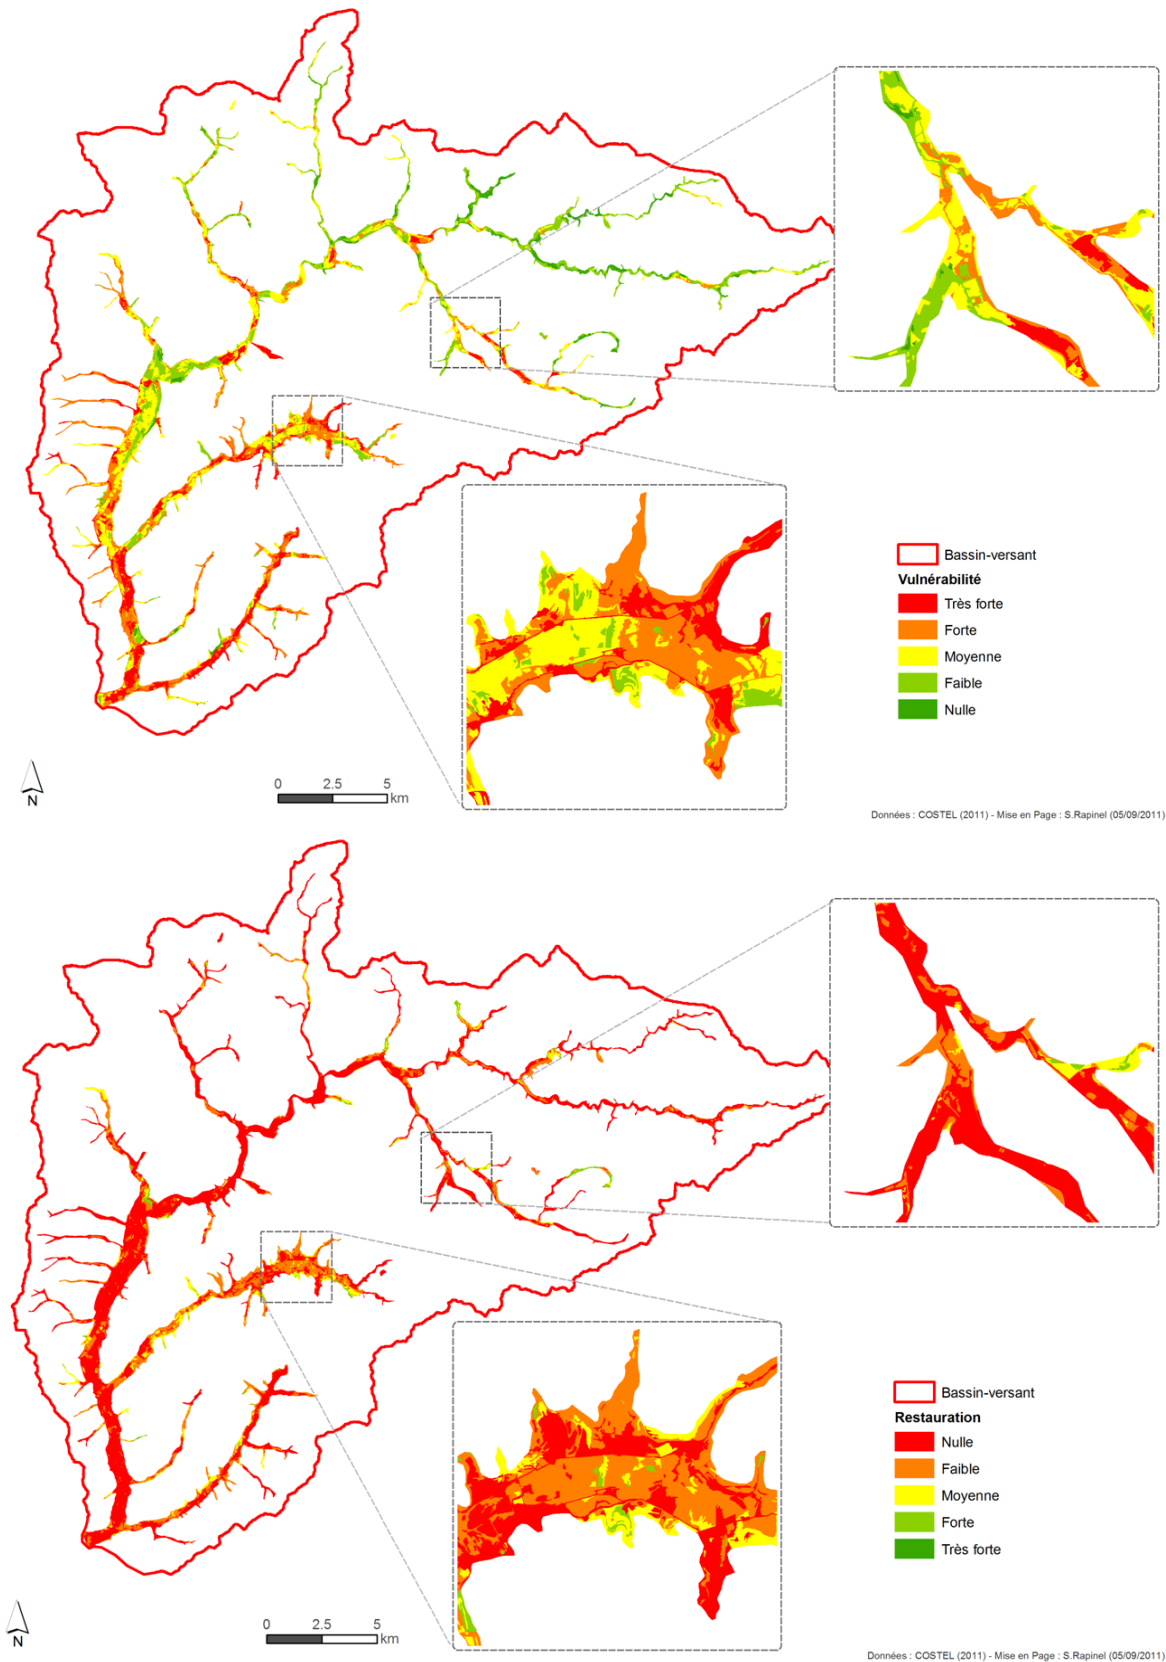 Bassin-versant
Vulnérabilité
Très forte
Forte
Moyenne
Faible
Nulle
N
0 2.5 5
km
Données : COSTEL (2011) - Mise en Page : S.Rapinel (05/09/2011)
Bassin-versant
Restauration
Nulle
Faible
Moyenne
Forte
Très forte
N
0 2.5 5
km
Données : COSTEL (2011) - Mise en Page : S.Rapinel (05/09/2011)